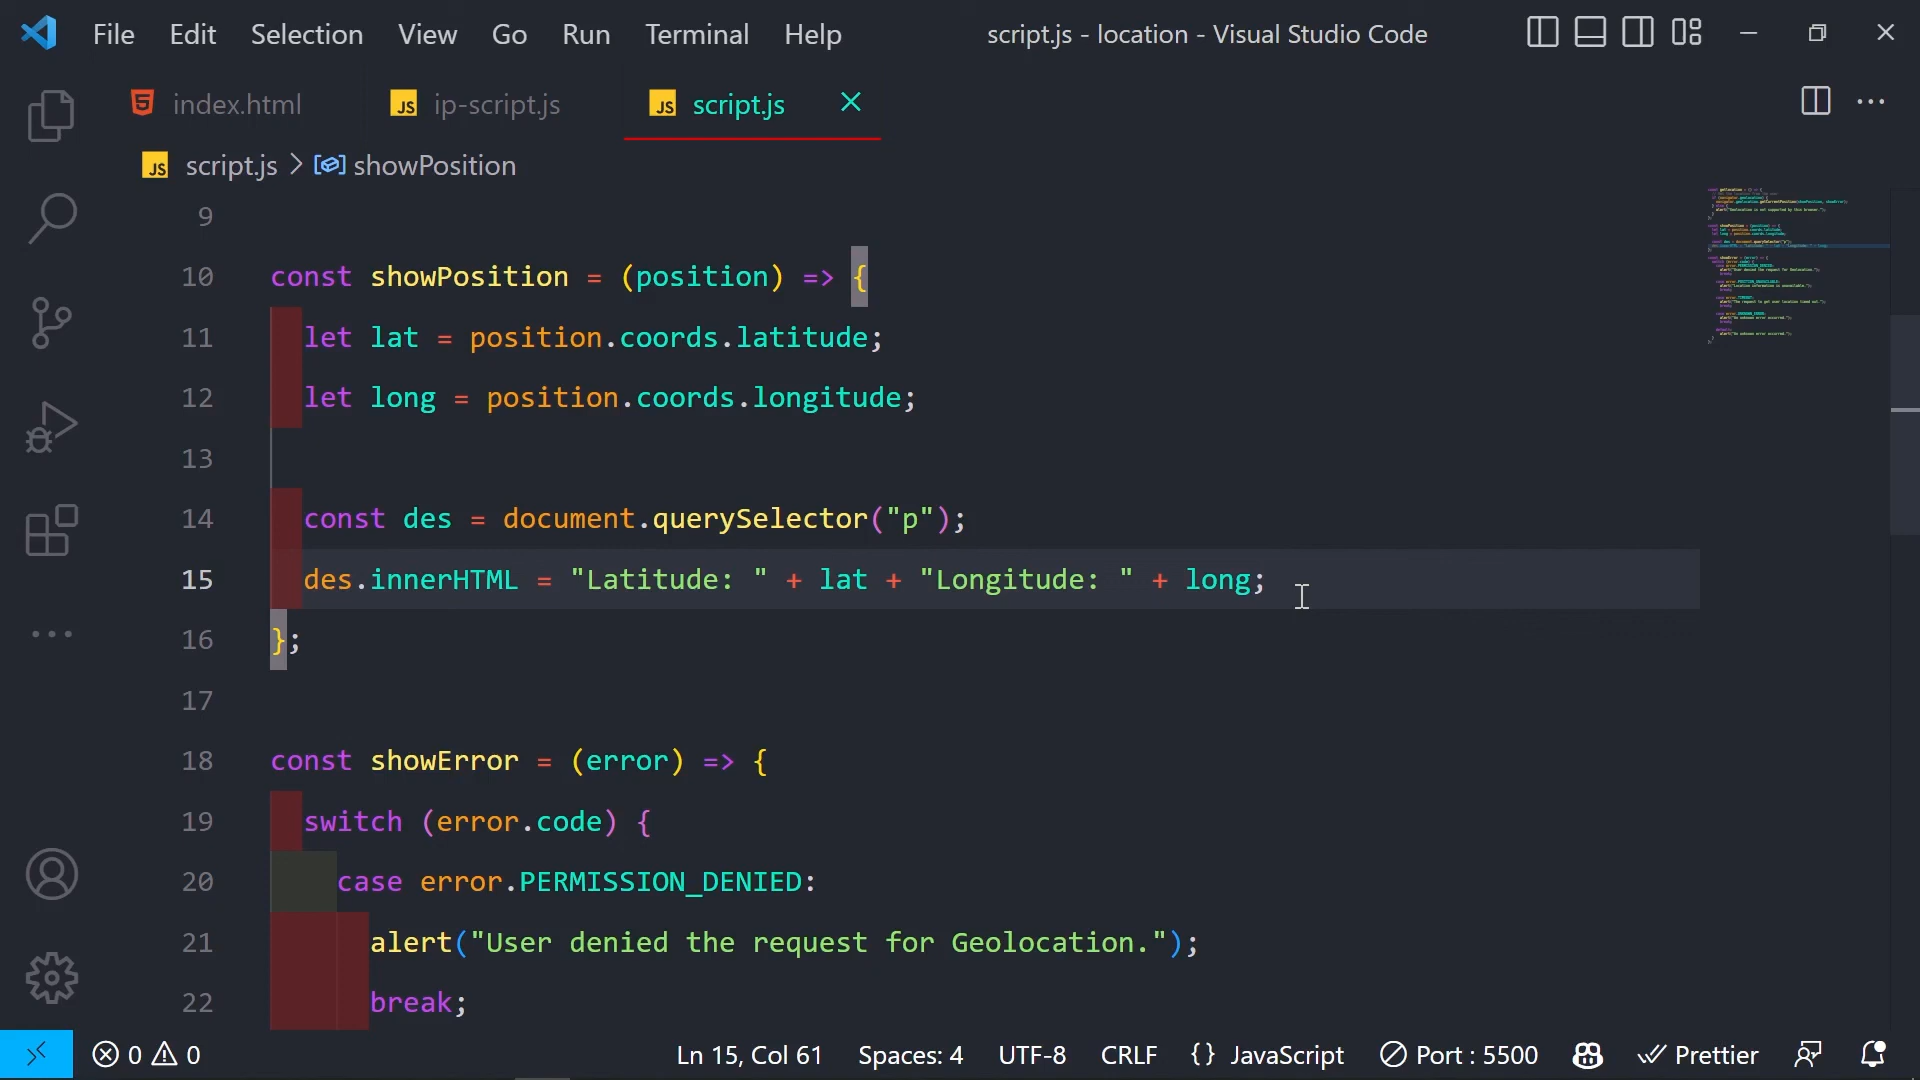 File Edit Selection View Go Run Terminal Help script.js - location - Visual Studio Code
index.html JS ip-script.js JS script.js
JS script.js > showPosition
9
10 const showPosition = (position) => {
11 let lat = position.coords.latitude;
12 let long = position.coords.longitude;
13
14 const des = document.querySelector("p");
15 des.innerHTML = "Latitude: " + lat + "Longitude: " + long;
16 };
17
18 const showError = (error) => {
19 switch (error.code) {
20 case error.PERMISSION_DENIED:
21 alert("User denied the request for Geolocation.");
22 break;
0 0 Ln 15, Col 61 Spaces: 4 UTF-8 CRLF {} JavaScript Port : 5500 Prettier